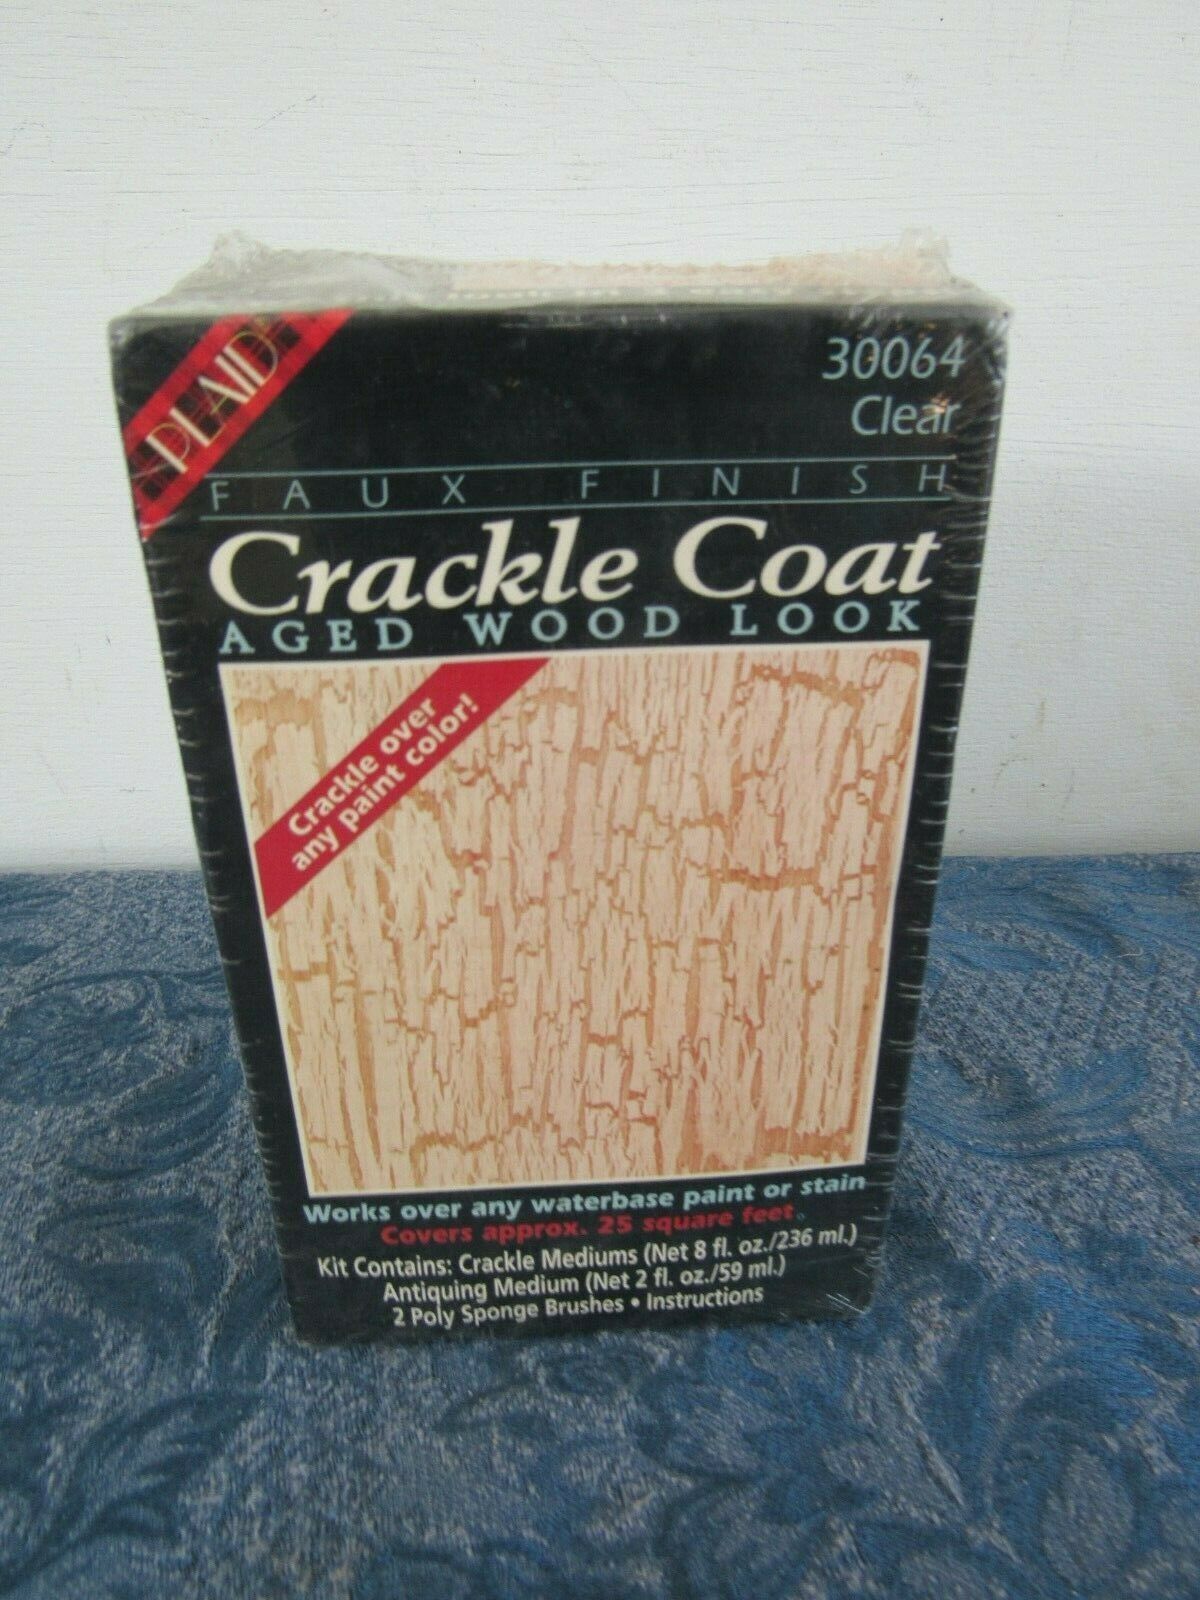 PLAID
30064
Clear
FAUX FINISH
Crackle Coat
AGED WOOD LOOK
Crackle over
any paint color!
Works over any waterbase paint or stain
Covers approx. 25 square feet.
Kit Contains: Crackle Mediums (Net 8 fl. oz./236 ml.)
Antiquing Medium (Net 2 fl. oz./59 ml.)
2 Poly Sponge Brushes • Instructions